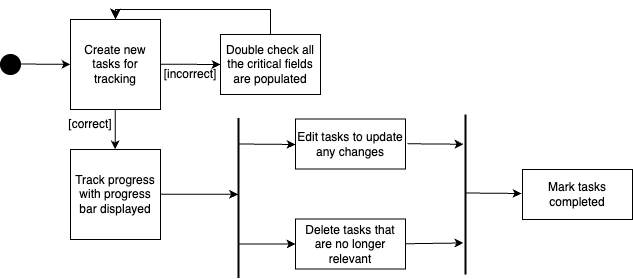 Create new
tasks for
tracking
[incorrect]
Double check all
the critical fields
are populated
[correct]
Track progress
with progress
bar displayed
Edit tasks to update
any changes
Delete tasks that
are no longer
relevant
Mark tasks
completed